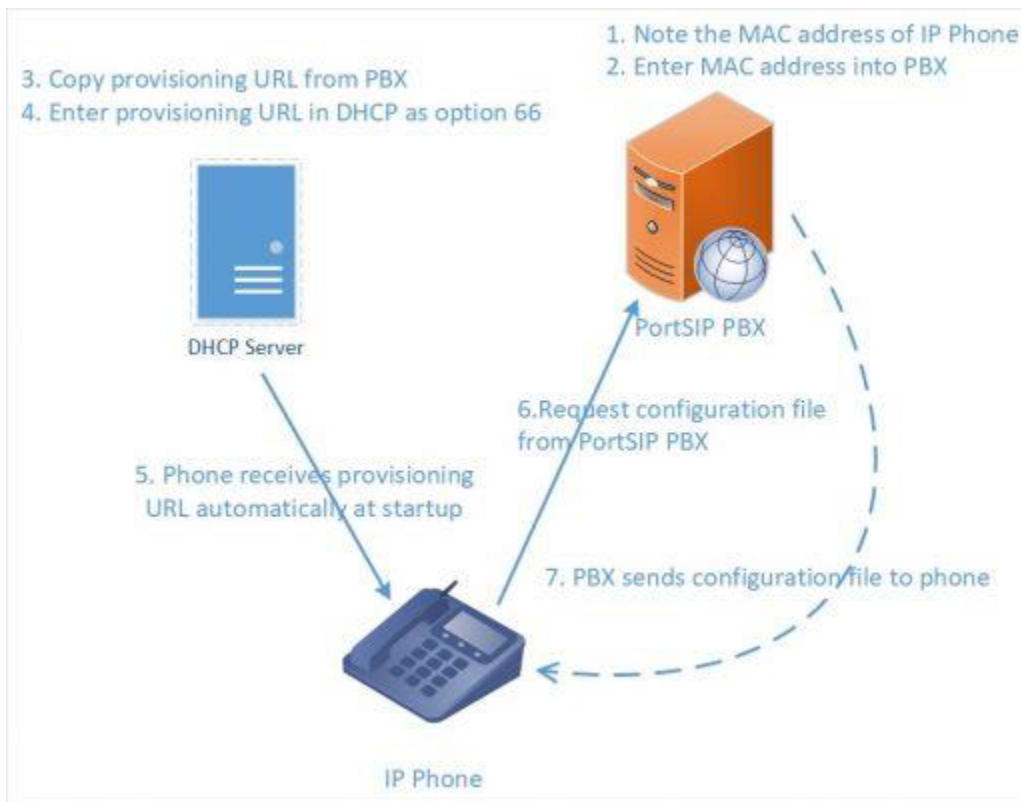 1. Note the MAC address of IP Phone
2. Enter MAC address into PBX
3. Copy provisioning URL from PBX
4. Enter provisioning URL in DHCP as option 66
DHCP Server
PortSIP PBX
5. Phone receives provisioning
URL automatically at startup
6.Request configuration file
from PortSIP PBX
7. PBX sends configuration file to phone
IP Phone